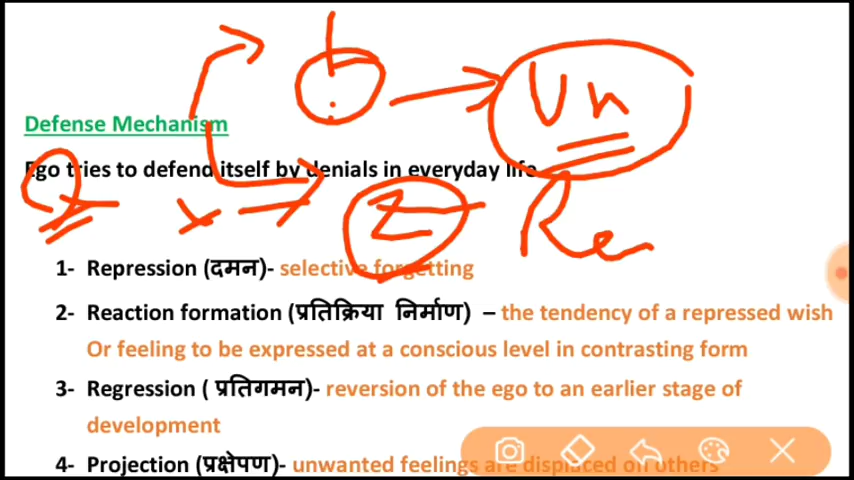 Un
Defense Mechanism
Ego tries to defend itself by denials in everyday life
Re
1- Repression (दमन)- selective forgetting
2- Reaction formation (प्रतिक्रिया निर्माण) – the tendency of a repressed wish
Or feeling to be expressed at a conscious level in contrasting form
3- Regression ( प्रतिगमन)- reversion of the ego to an earlier stage of
development
4- Projection (प्रक्षेपण)- unwanted feelings are displaced on others